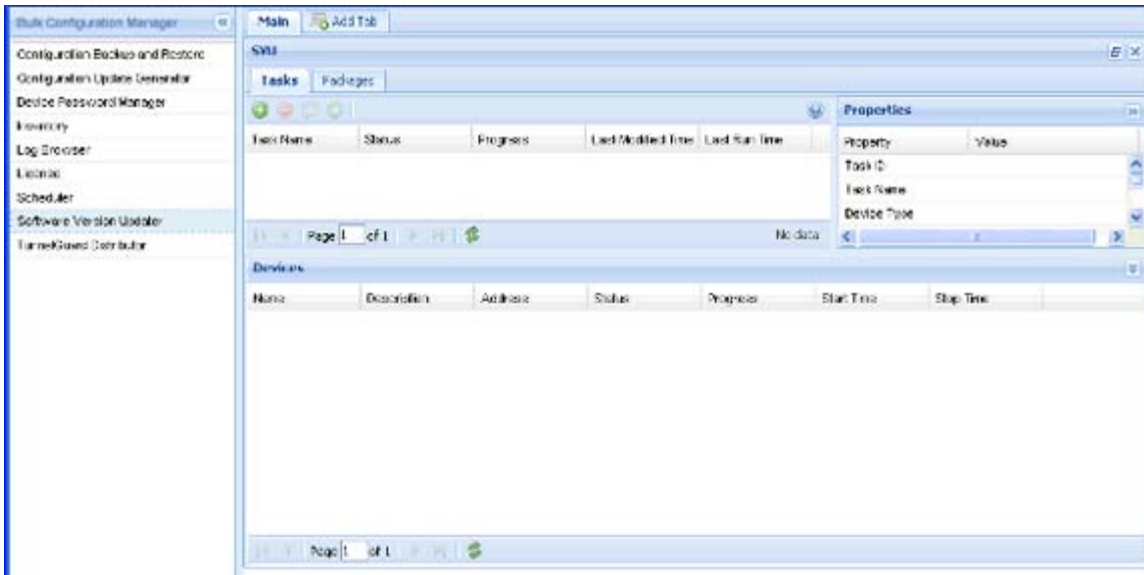 Bulk Configuration Manager
Configuration Backup and Restore
Configuration Update Generator
Device Password Manager
Inventory
Log Browser
License
Scheduler
Software Version Updater
TunnelGuard Distributor
Main Add Tab
SVU
Tasks Packages
Properties
Task Name Status Progress Last Modified Time Last Run Time
Property Value
Task ID
Task Name
Device Type
Page 1 of 1 No data
Devices
Name Description Address Status Progress Start Time Stop Time
Page 1 of 1